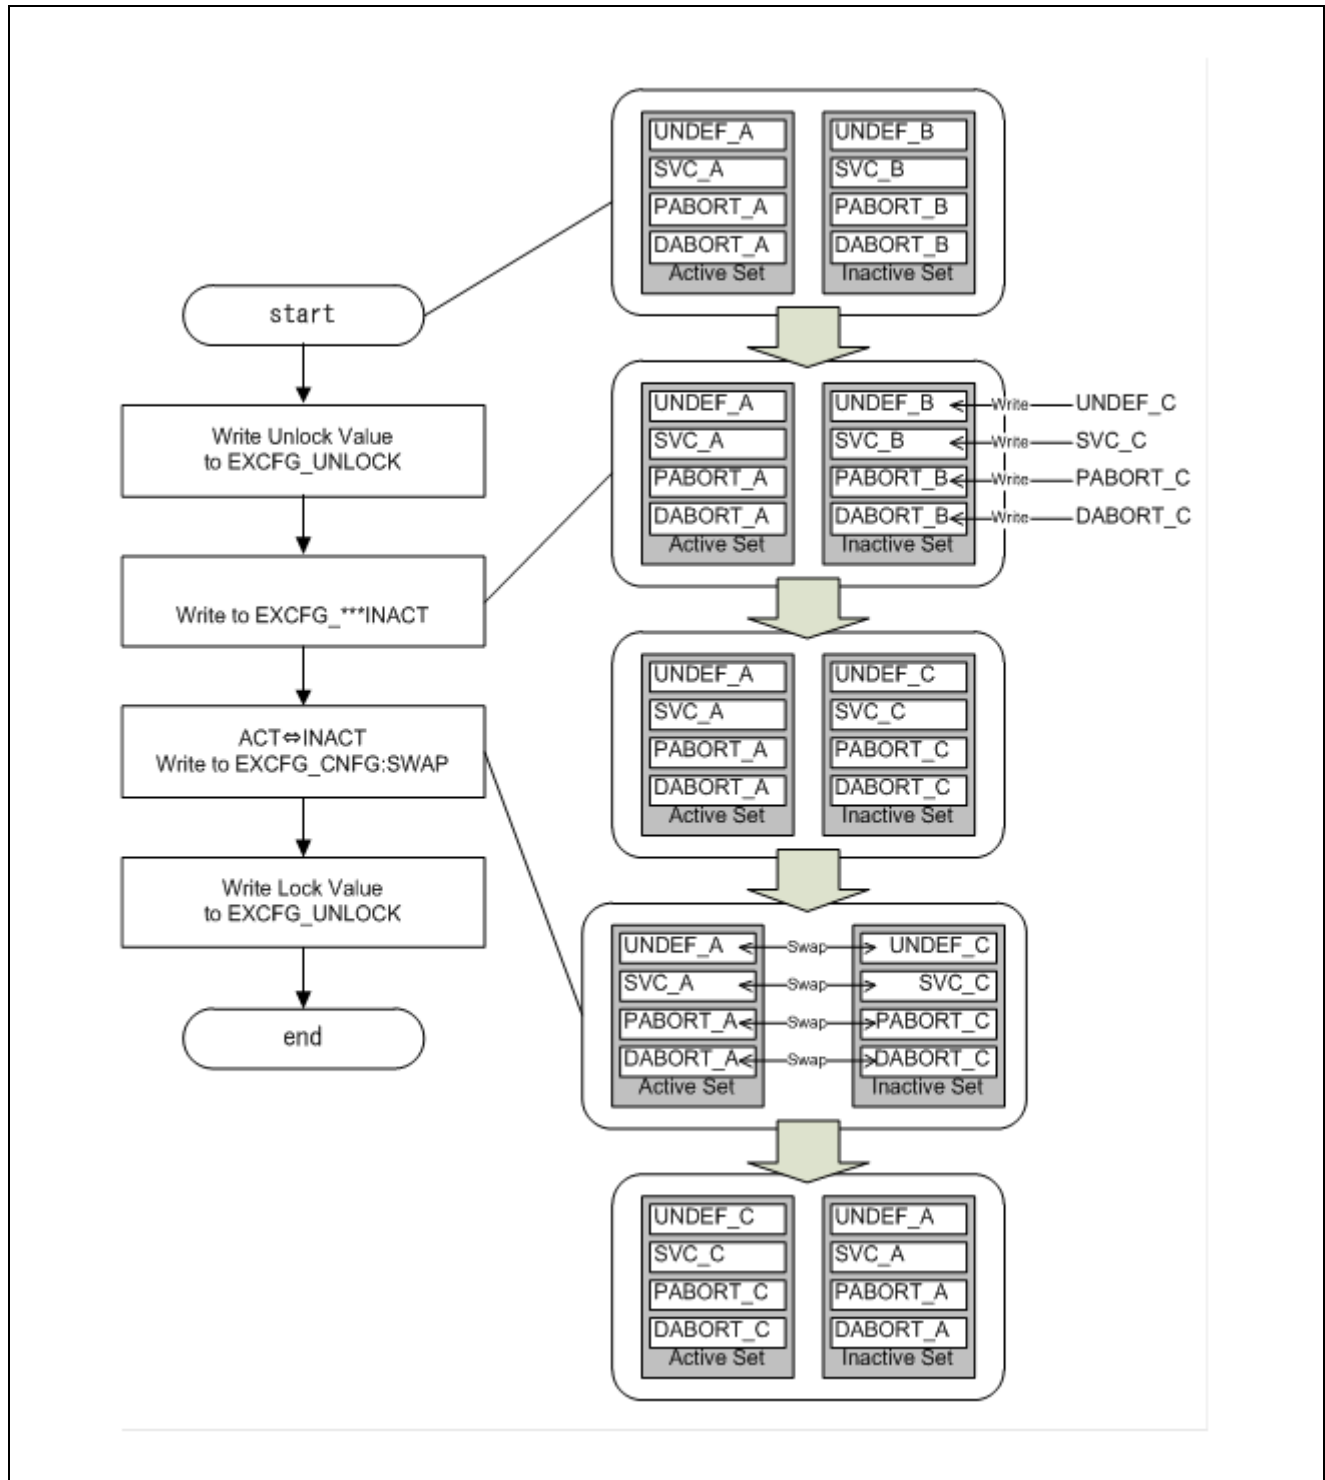 start
Write Unlock Value
to EXCFG_UNLOCK
Write to EXCFG_***INACT
ACT⇔INACT
Write to EXCFG_CNFG:SWAP
Write Lock Value
to EXCFG_UNLOCK
end
UNDEF_A UNDEF_B
SVC_A SVC_B
PABORT_A PABORT_B
DABORT_A DABORT_B
Active Set Inactive Set
UNDEF_A UNDEF_B Write UNDEF_C
SVC_A SVC_B Write SVC_C
PABORT_A PABORT_B Write PABORT_C
DABORT_A DABORT_B Write DABORT_C
Active Set Inactive Set
UNDEF_A UNDEF_C
SVC_A SVC_C
PABORT_A PABORT_C
DABORT_A DABORT_C
Active Set Inactive Set
UNDEF_A Swap UNDEF_C
SVC_A Swap SVC_C
PABORT_A Swap PABORT_C
DABORT_A Swap DABORT_C
Active Set Inactive Set
UNDEF_C UNDEF_A
SVC_C SVC_A
PABORT_C PABORT_A
DABORT_C DABORT_A
Active Set Inactive Set